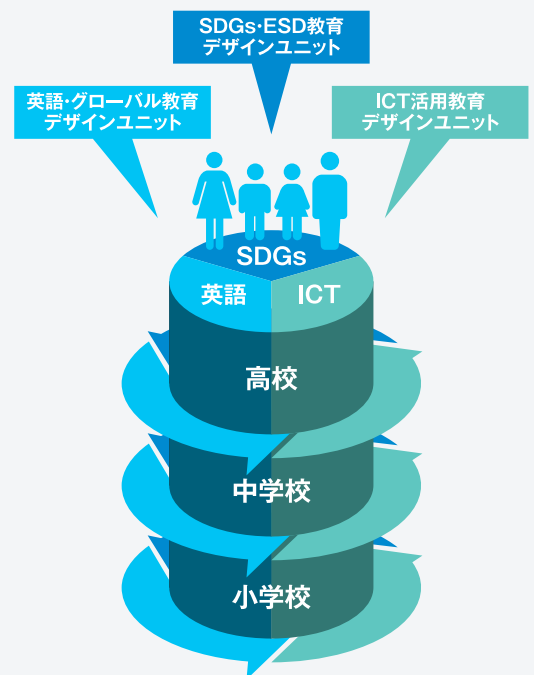 SDGs・ESD教育
デザインユニット
英語・グローバル教育
デザインユニット
ICT活用教育
デザインユニット
SDGs
英語
ICT
高校
中学校
小学校